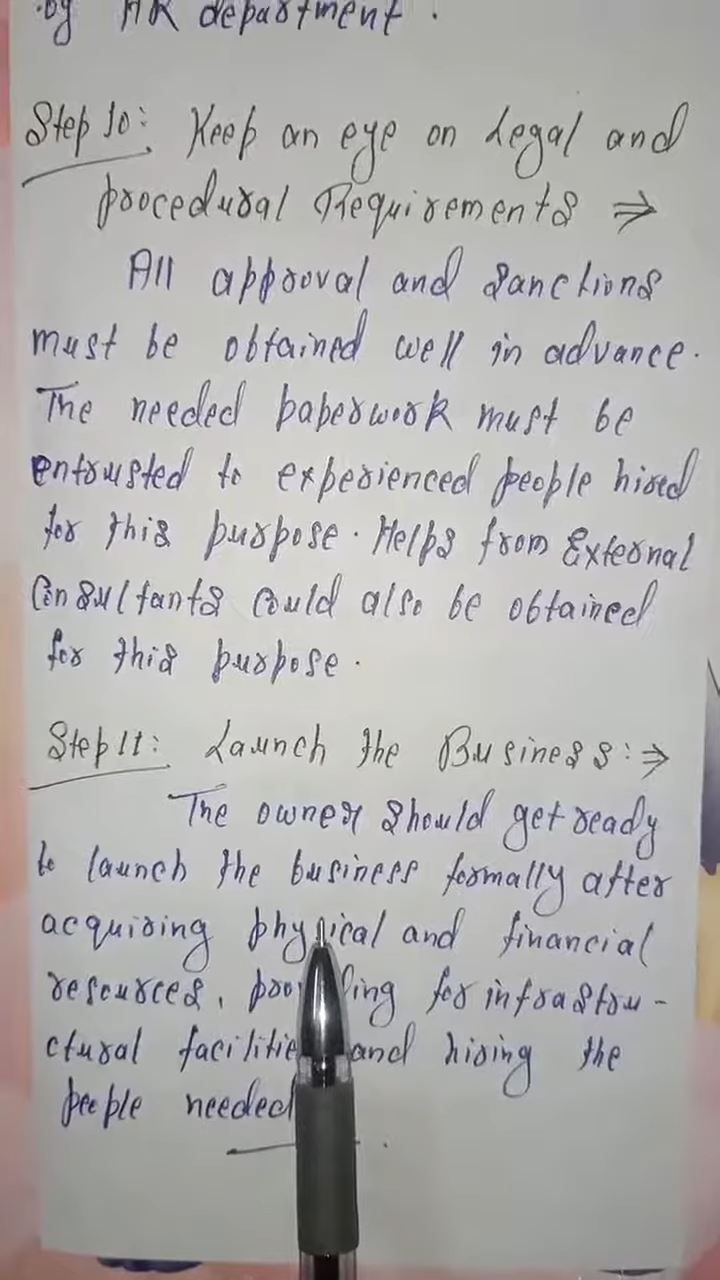 by HR department.
Step 10: Keep an eye on Legal and
procedural Requirements ⇒
All approval and Sanctions
must be obtained well in advance.
The needed paperwork must be
entrusted to experienced people hired
for this purpose. Helps from External
Consultants Could also be obtained
for this purpose.
Step 11: Launch the Business:⇒
The owner should get ready
to launch the business formally after
acquiring physical and financial
resources, for infrastru-
ctural facilities and hiring the
people needed